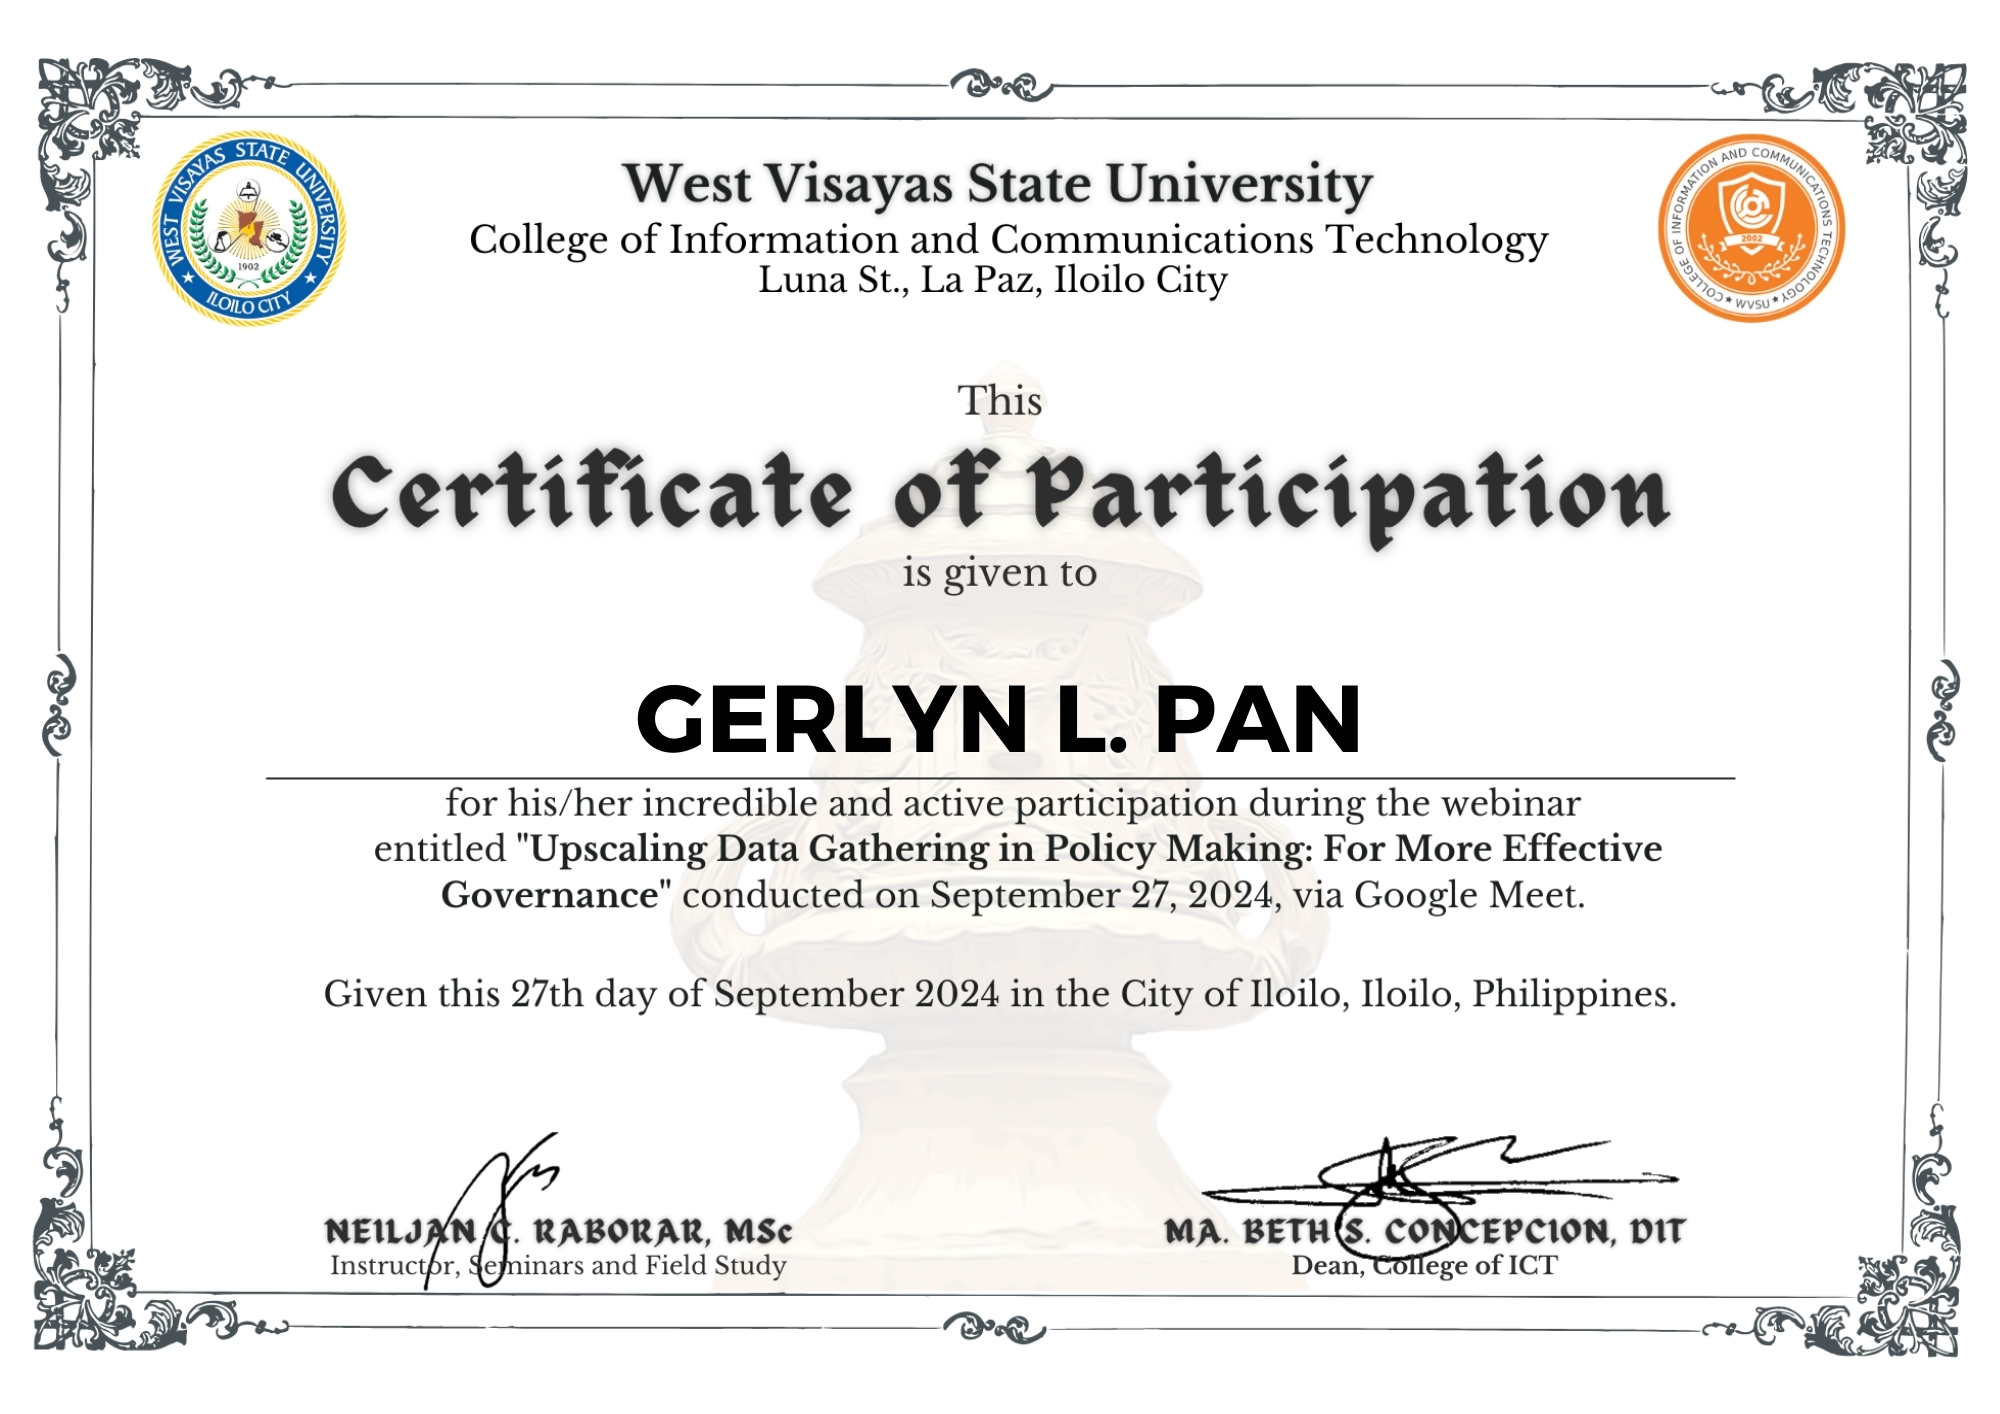 WEST VISAYAS STATE UNIVERSITY
1902
★ ILOILO CITY ★
COLLEGE OF INFORMATION AND COMMUNICATIONS TECHNOLOGY
2002
★ WVSU ★
West Visayas State University
College of Information and Communications Technology
Luna St., La Paz, Iloilo City
This
Certificate of Participation
is given to
GERLYN L. PAN
for his/her incredible and active participation during the webinar
entitled "Upscaling Data Gathering in Policy Making: For More Effective
Governance" conducted on September 27, 2024, via Google Meet.
Given this 27th day of September 2024 in the City of Iloilo, Iloilo, Philippines.
NEILJAN C. RABORAR, MSc
Instructor, Seminars and Field Study
MA. BETH S. CONCEPCION, DIT
Dean, College of ICT